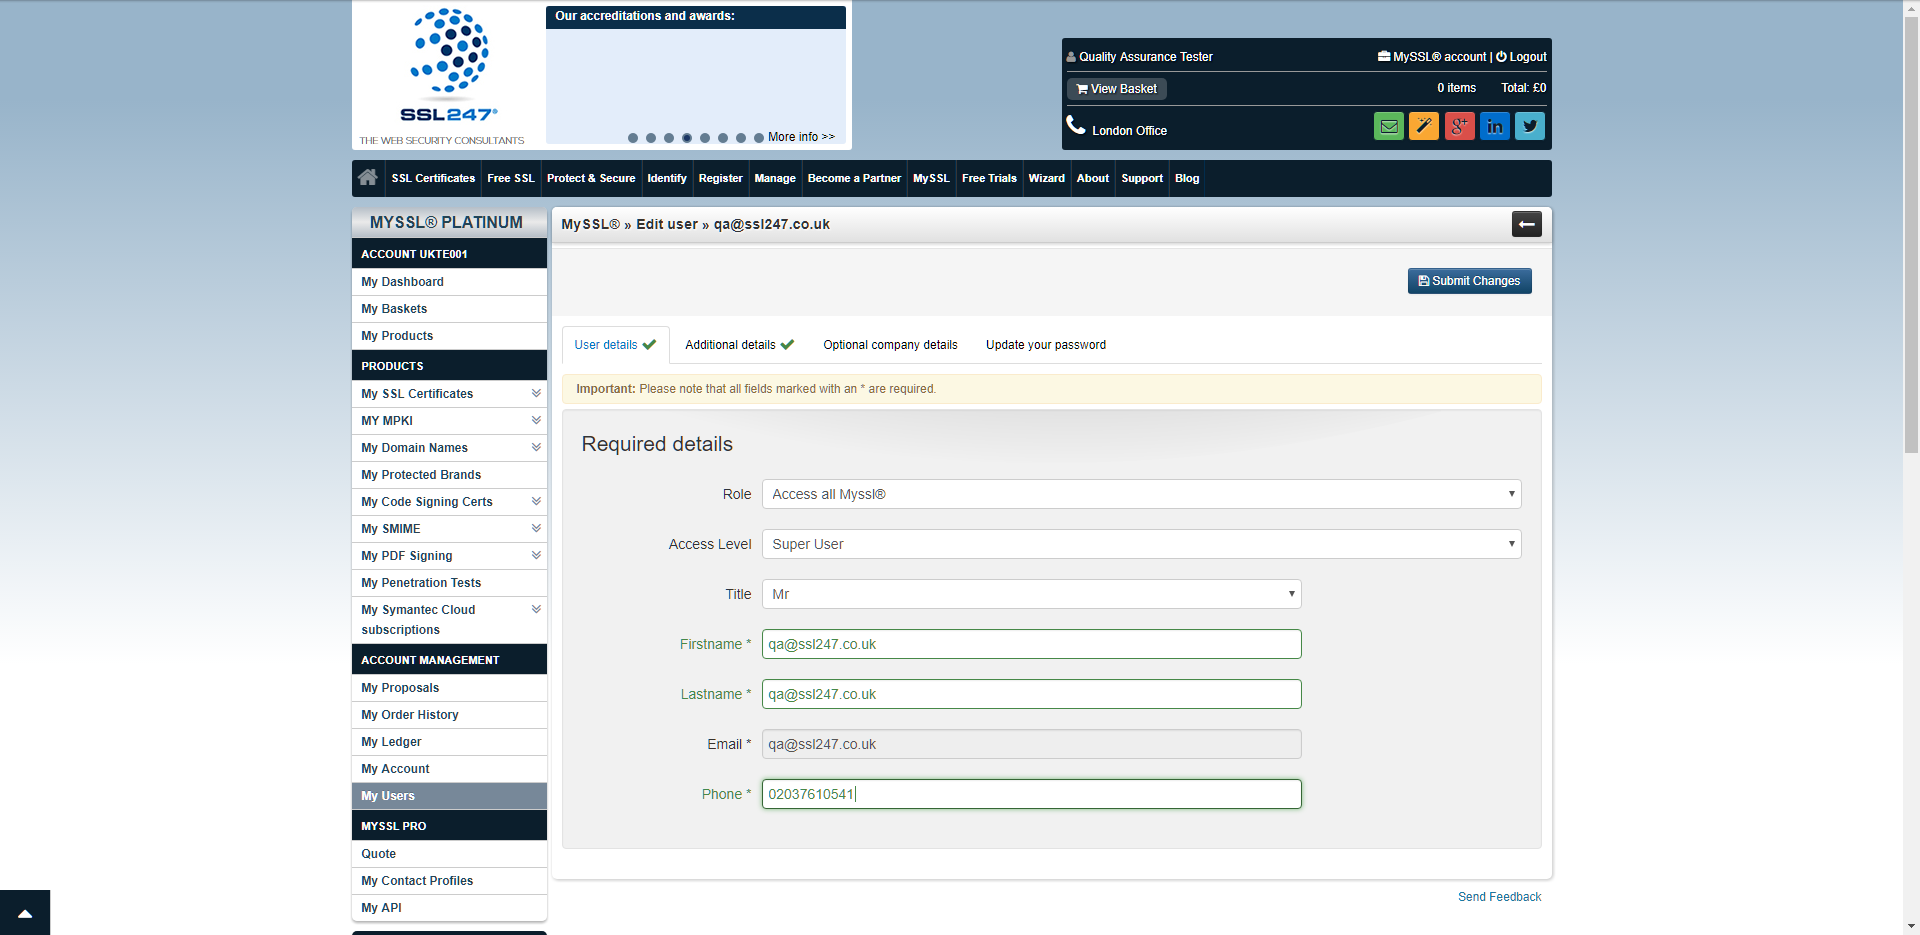 SSL247®
THE WEB SECURITY CONSULTANTS
Our accreditations and awards:
More info >>
Quality Assurance Tester
MySSL® account | Logout
View Basket
0 items
Total: £0
London Office
SSL Certificates
Free SSL
Protect & Secure
Identify
Register
Manage
Become a Partner
MySSL
Free Trials
Wizard
About
Support
Blog
MYSSL® PLATINUM
ACCOUNT UKTE001
My Dashboard
My Baskets
My Products
PRODUCTS
My SSL Certificates
MY MPKI
My Domain Names
My Protected Brands
My Code Signing Certs
My SMIME
My PDF Signing
My Penetration Tests
My Symantec Cloud
subscriptions
ACCOUNT MANAGEMENT
My Proposals
My Order History
My Ledger
My Account
My Users
MYSSL PRO
Quote
My Contact Profiles
My API
MySSL® » Edit user » qa@ssl247.co.uk
Submit Changes
User details
Additional details
Optional company details
Update your password
Important: Please note that all fields marked with an * are required.
Required details
Role
Access all Myssl®
Access Level
Super User
Title
Mr
Firstname *
qa@ssl247.co.uk
Lastname *
qa@ssl247.co.uk
Email *
qa@ssl247.co.uk
Phone *
02037610541
Send Feedback